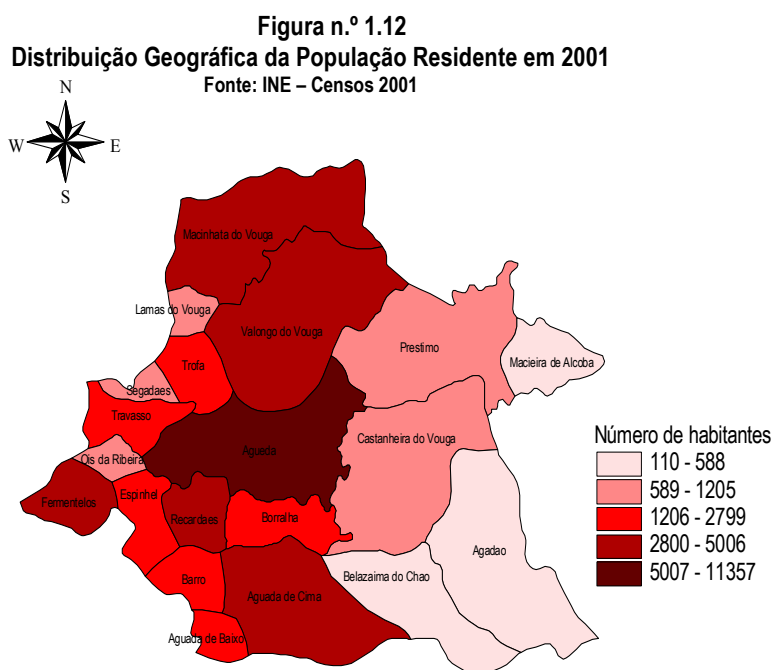 Figura n.º 1.12
Distribuição Geográfica da População Residente em 2001
Fonte: INE – Censos 2001
N
W
E
S
Macinhata do Vouga
Lamas do Vouga
Valongo do Vouga
Prestimo
Macieira de Alcoba
Trofa
Segadaes
Travasso
Castanheira do Vouga
Agueda
Ois da Ribeira
Fermentelos
Espinhel
Recardaes
Borralha
Agadao
Barro
Belazaima do Chao
Aguada de Cima
Aguada de Baixo
Número de habitantes
110 - 588
589 - 1205
1206 - 2799
2800 - 5006
5007 - 11357